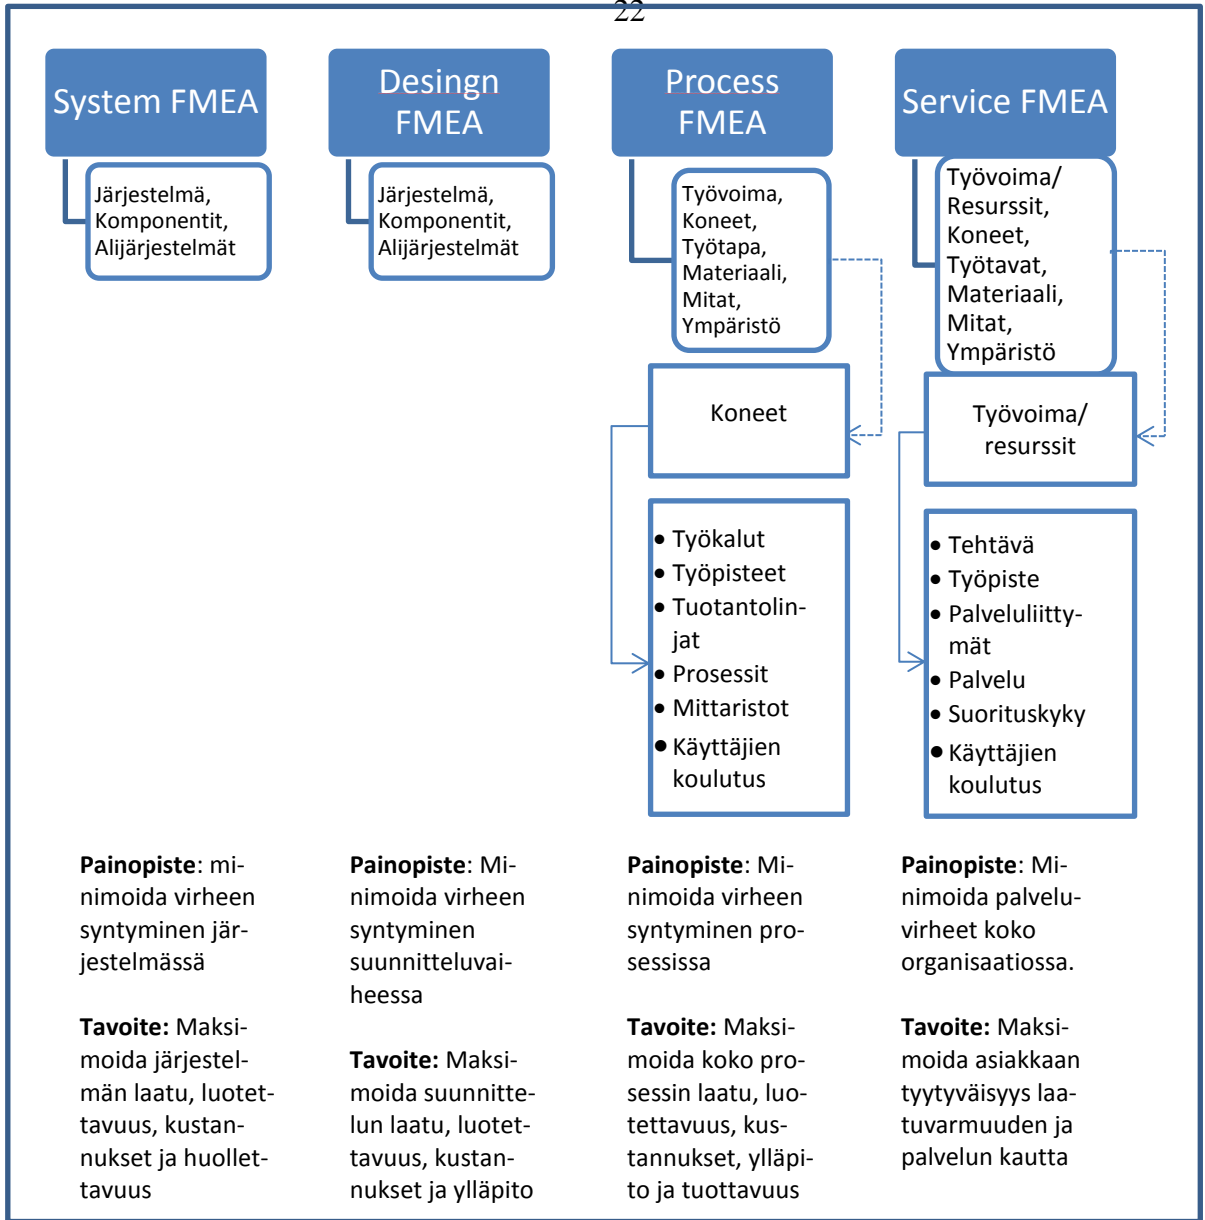 22
System FMEA
Järjestelmä,
Komponentit,
Alijärjestelmät
Desingn
FMEA
Järjestelmä,
Komponentit,
Alijärjestelmät
Process
FMEA
Työvoima,
Koneet,
Työtapa,
Materiaali,
Mitat,
Ympäristö
Koneet
• Työkalut
• Työpisteet
• Tuotantolin-
jat
• Prosessit
• Mittaristot
• Käyttäjien
koulutus
Service FMEA
Työvoima/
Resurssit,
Koneet,
Työtavat,
Materiaali,
Mitat,
Ympäristö
Työvoima/
resurssit
• Tehtävä
• Työpiste
• Palveluliitty-
mät
• Palvelu
• Suorituskyky
• Käyttäjien
koulutus
Painopiste: mi-
nimoida virheen
syntyminen jär-
jestelmässä
Tavoite: Maksi-
moida järjestel-
män laatu, luotet-
tavuus, kustan-
nukset ja huollet-
tavuus
Painopiste: Mi-
nimoida virheen
syntyminen
suunnitteluvai-
heessa
Tavoite: Maksi-
moida suunnitte-
lun laatu, luotet-
tavuus, kustan-
nukset ja ylläpito
Painopiste: Mi-
nimoida virheen
syntyminen pro-
sessissa
Tavoite: Maksi-
moida koko pro-
sessin laatu, luo-
tettavuus, kus-
tannukset, ylläpi-
to ja tuottavuus
Painopiste: Mi-
nimoida palvelu-
virheet koko
organisaatiossa.
Tavoite: Maksi-
moida asiakkaan
tyytyväisyys laa-
tuvarmuuden ja
palvelun kautta